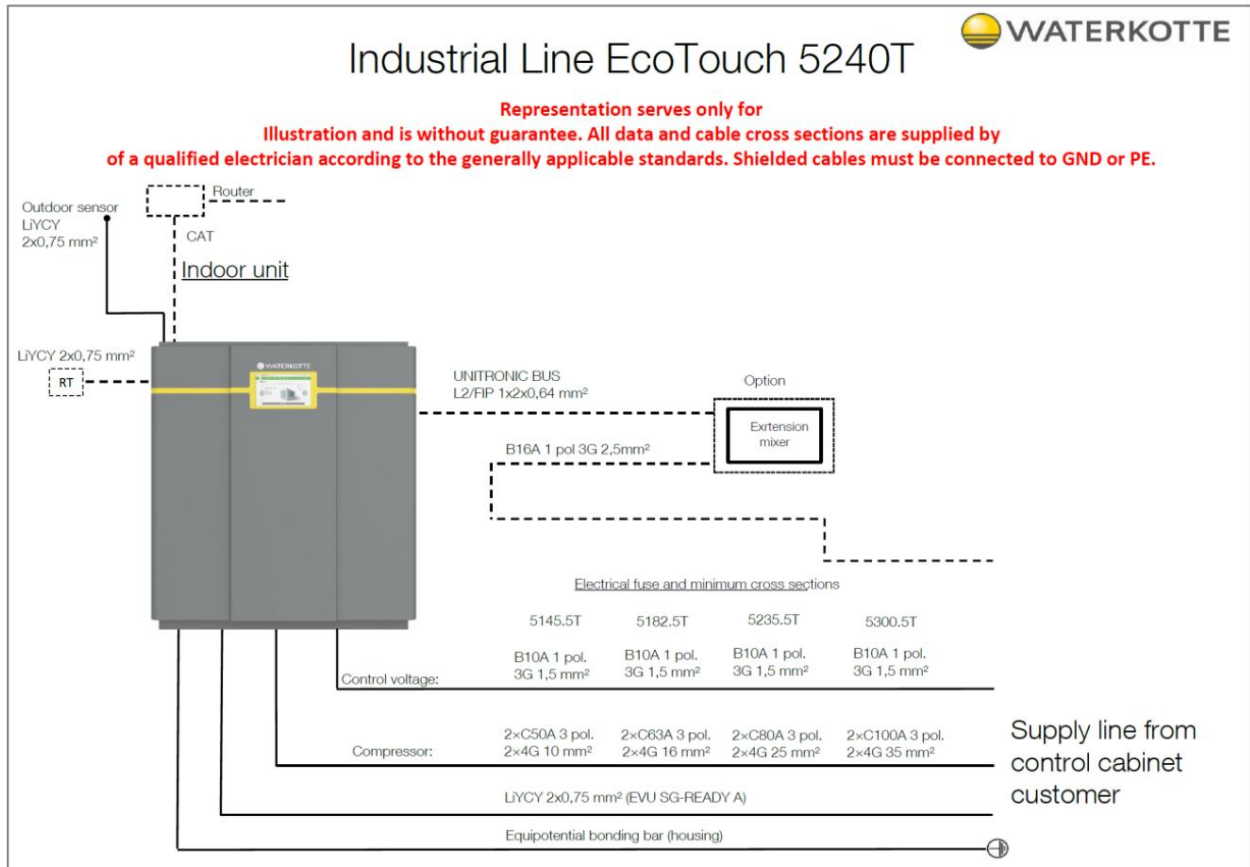 WATERKOTTE
Industrial Line EcoTouch 5240T
Representation serves only for
Illustration and is without guarantee. All data and cable cross sections are supplied by
of a qualified electrician according to the generally applicable standards. Shielded cables must be connected to GND or PE.
Router
Outdoor sensor
LiYCY
2x0,75 mm²
CAT
Indoor unit
LiYCY 2x0,75 mm²
RT
WATERKOTTE
UNITRONIC BUS
L2/FIP 1x2x0,64 mm²
Option
Exrtension
mixer
B16A 1 pol 3G 2,5mm²
Electrical fuse and minimum cross sections
5145.5T 5182.5T 5235.5T 5300.5T
B10A 1 pol. B10A 1 pol. B10A 1 pol. B10A 1 pol.
3G 1,5 mm² 3G 1,5 mm² 3G 1,5 mm² 3G 1,5 mm²
Control voltage:
2×C50A 3 pol. 2×C63A 3 pol. 2×C80A 3 pol. 2×C100A 3 pol.
Compressor: 2×4G 10 mm² 2×4G 16 mm² 2×4G 25 mm² 2×4G 35 mm²
Supply line from
control cabinet
customer
LiYCY 2x0,75 mm² (EVU SG-READY A)
Equipotential bonding bar (housing)